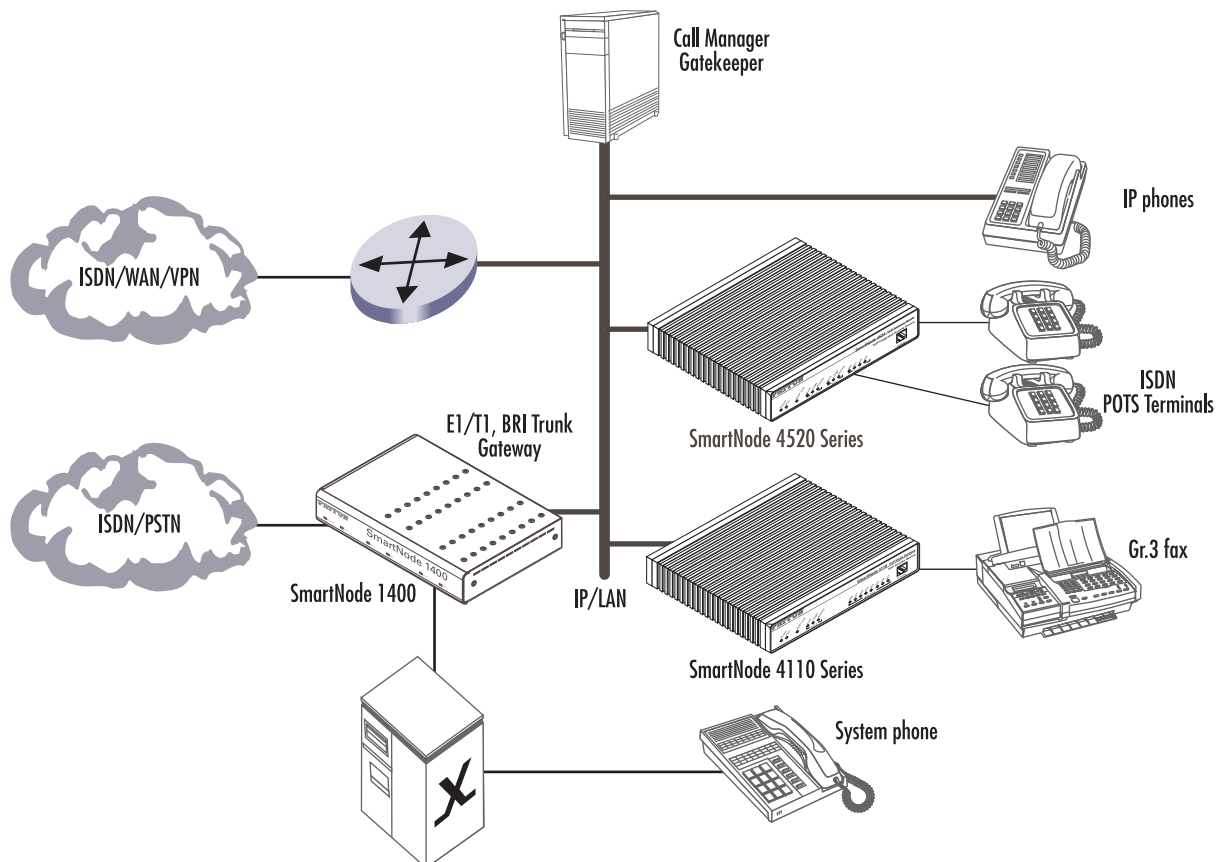 Call Manager
Gatekeeper
IP phones
ISDN/WAN/VPN
ISDN
POTS Terminals
SmartNode 4520 Series
E1/T1, BRI Trunk
Gateway
ISDN/PSTN
SmartNode 1400
SmartNode 1400
IP/LAN
Gr.3 fax
SmartNode 4110 Series
System phone